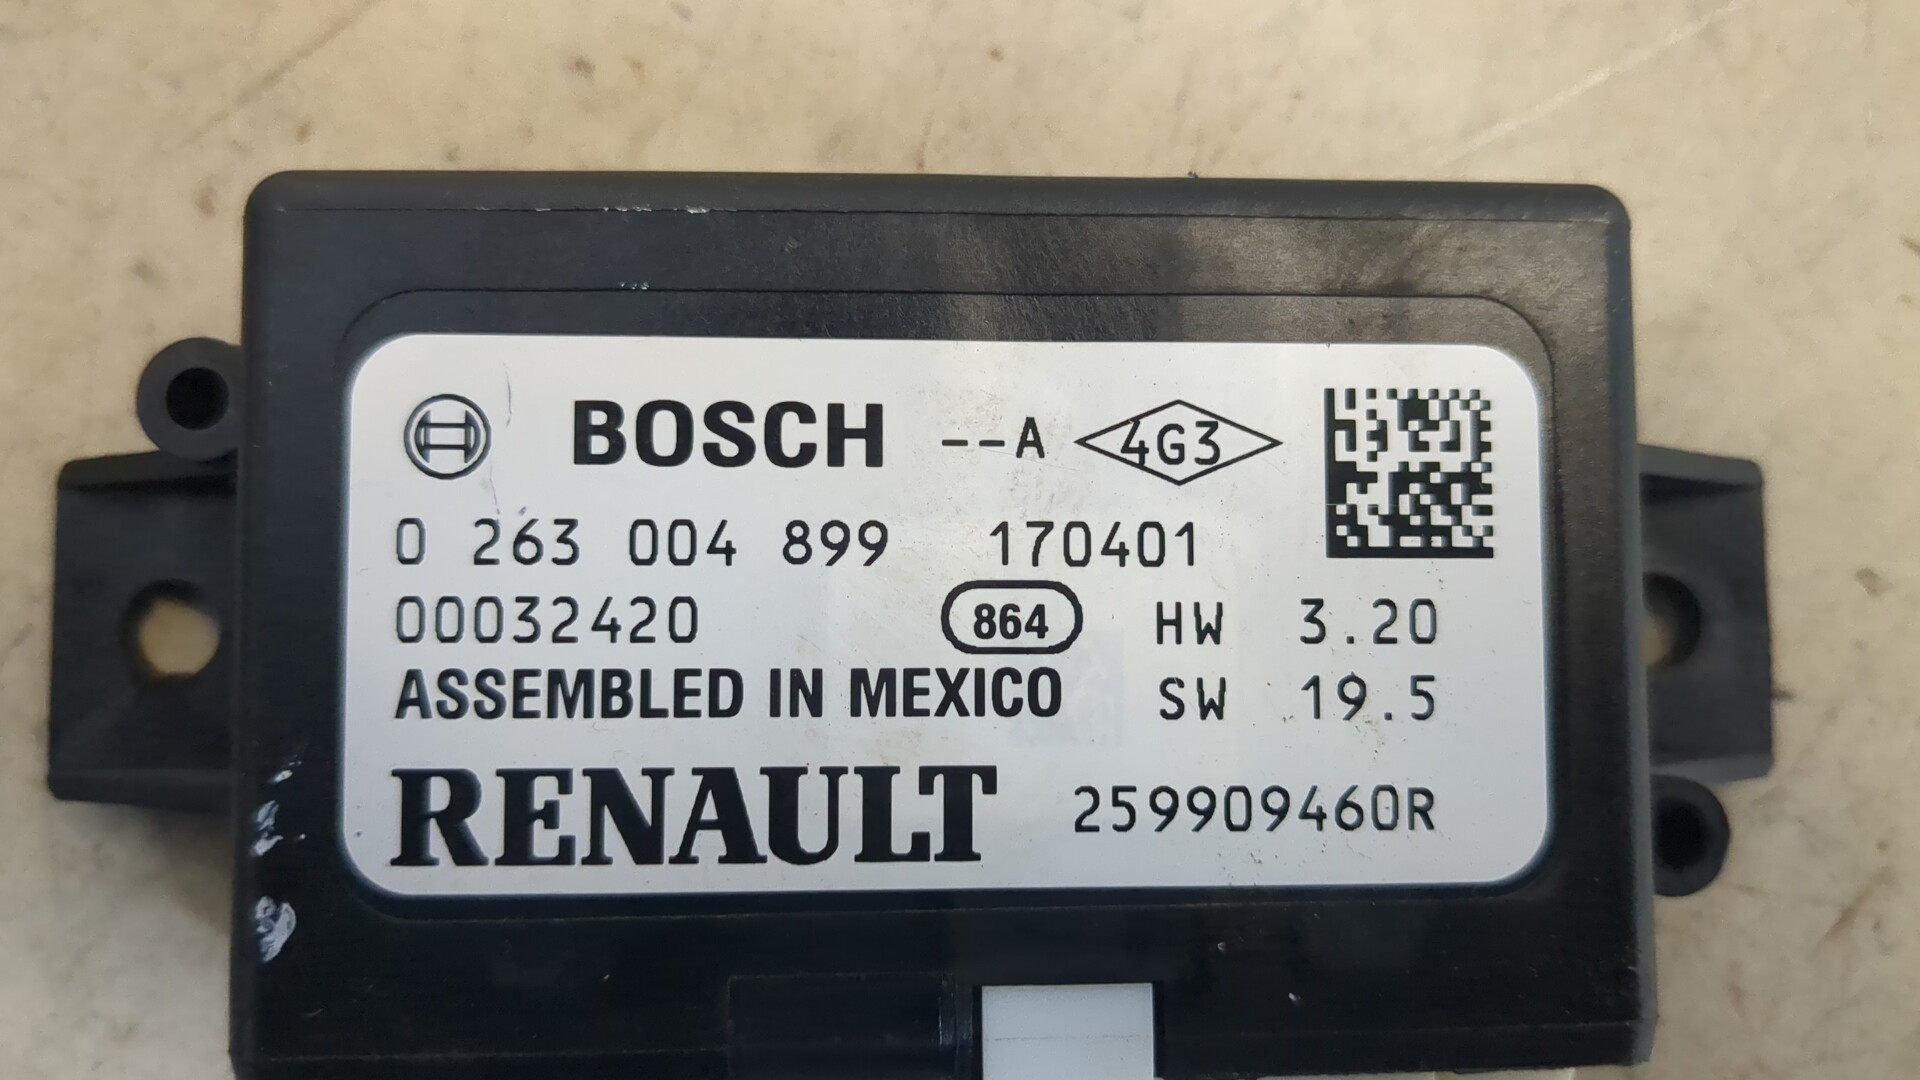 BOSCH --A 4G3
0 263 004 899 170401
00032420 864 HW 3.20
ASSEMBLED IN MEXICO SW 19.5
RENAULT 259909460R